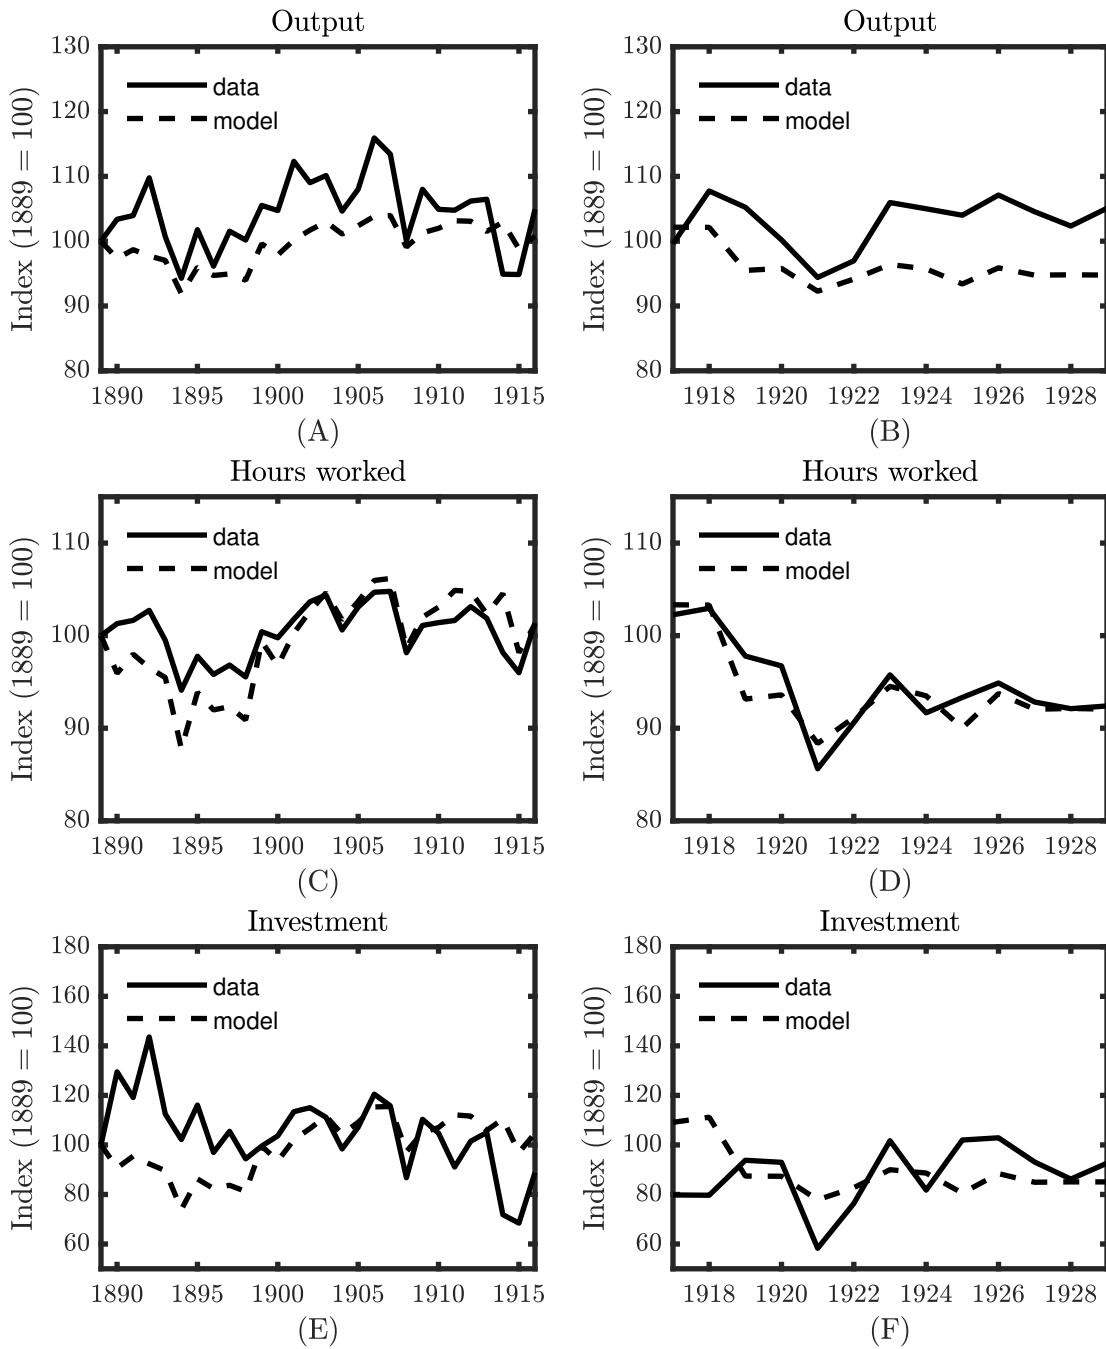 Output
Index (1889 = 100)
130
120
110
100
90
80
data
model
1890 1895 1900 1905 1910 1915
(A)
Output
Index (1889 = 100)
130
120
110
100
90
80
data
model
1918 1920 1922 1924 1926 1928
(B)
Hours worked
Index (1889 = 100)
110
100
90
80
data
model
1890 1895 1900 1905 1910 1915
(C)
Hours worked
Index (1889 = 100)
110
100
90
80
data
model
1918 1920 1922 1924 1926 1928
(D)
Investment
Index (1889 = 100)
180
160
140
120
100
80
60
data
model
1890 1895 1900 1905 1910 1915
(E)
Investment
Index (1889 = 100)
180
160
140
120
100
80
60
data
model
1918 1920 1922 1924 1926 1928
(F)